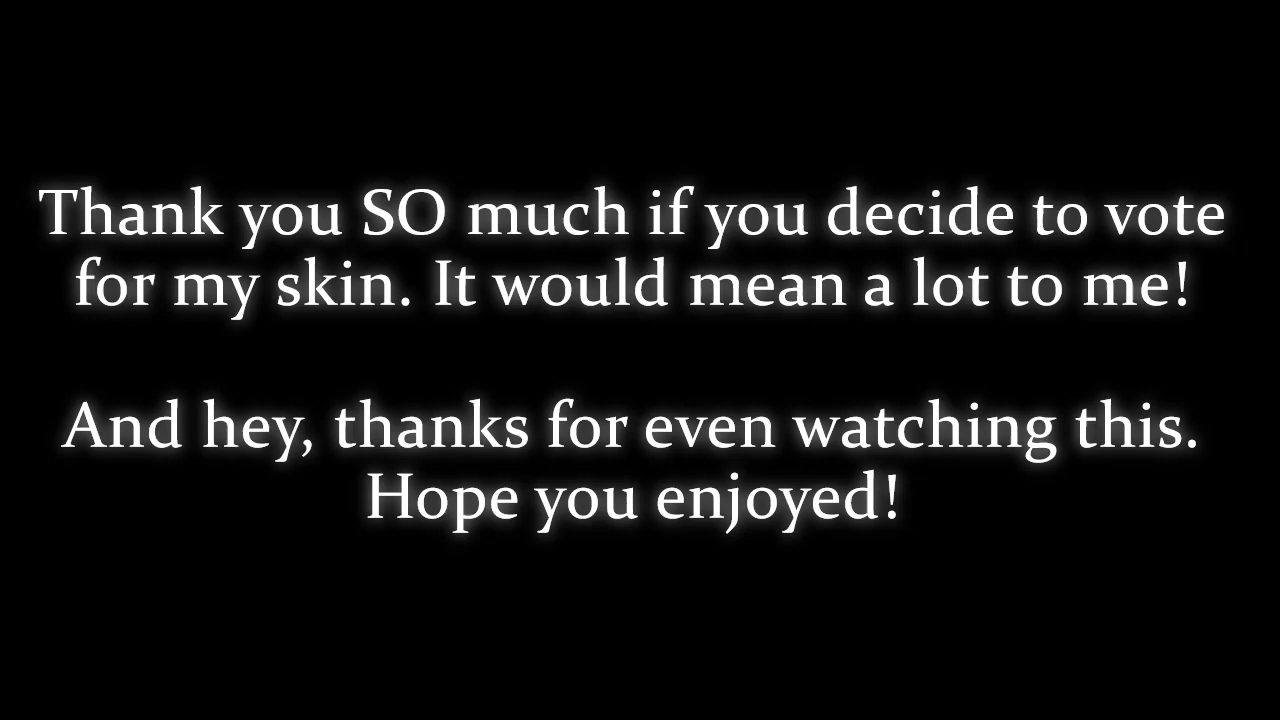 Thank you SO much if you decide to vote
for my skin. It would mean a lot to me!
And hey, thanks for even watching this.
Hope you enjoyed!